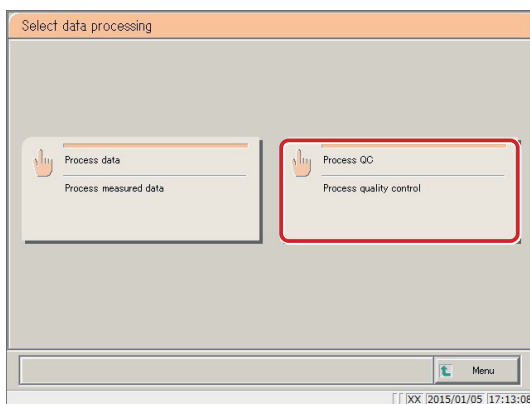 Select data processing
Process data
Process measured data
Process QC
Process quality control
Menu
XX 2015/01/05 17:13:08